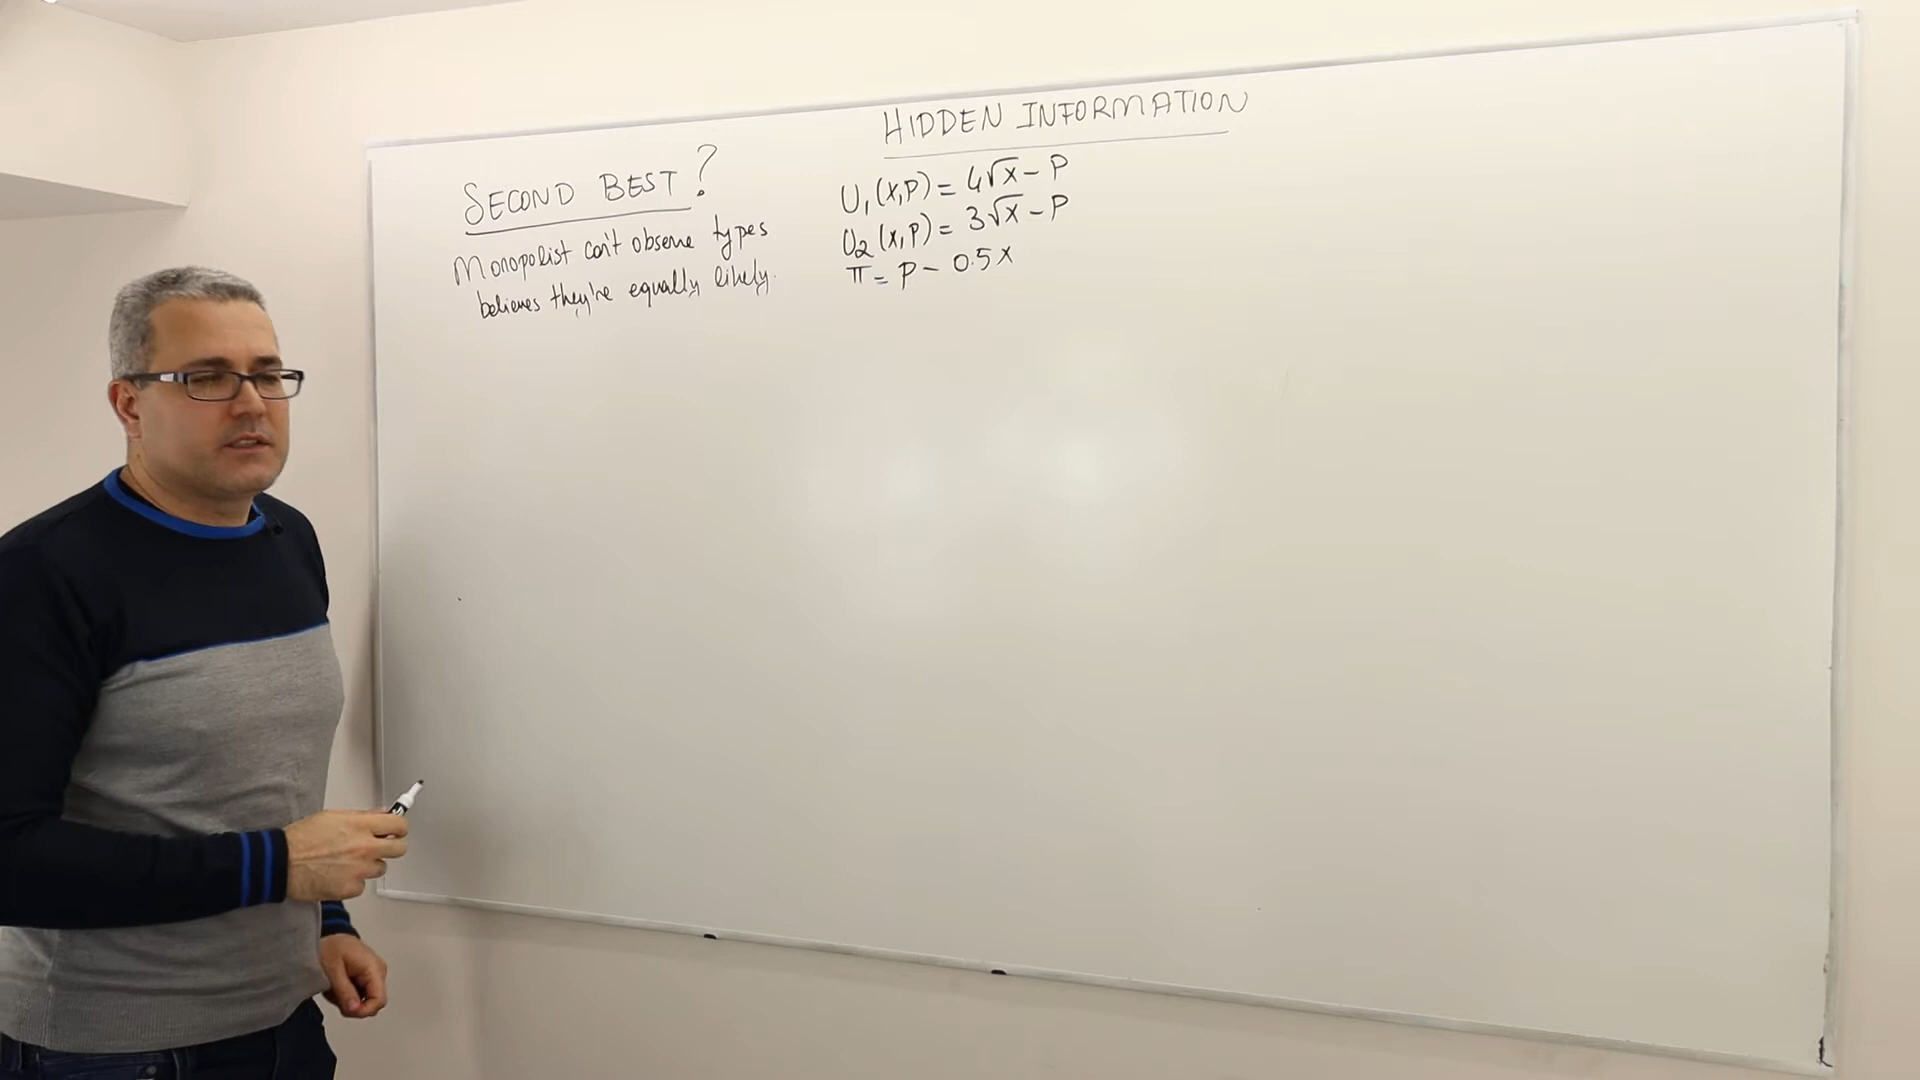 HIDDEN INFORMATION
SECOND BEST?
Monopolist can't observe types
believes they're equally likely.
U₁(x,p) = 4√x - P
U₂(x,p) = 3√x - P
π = p - 0.5x